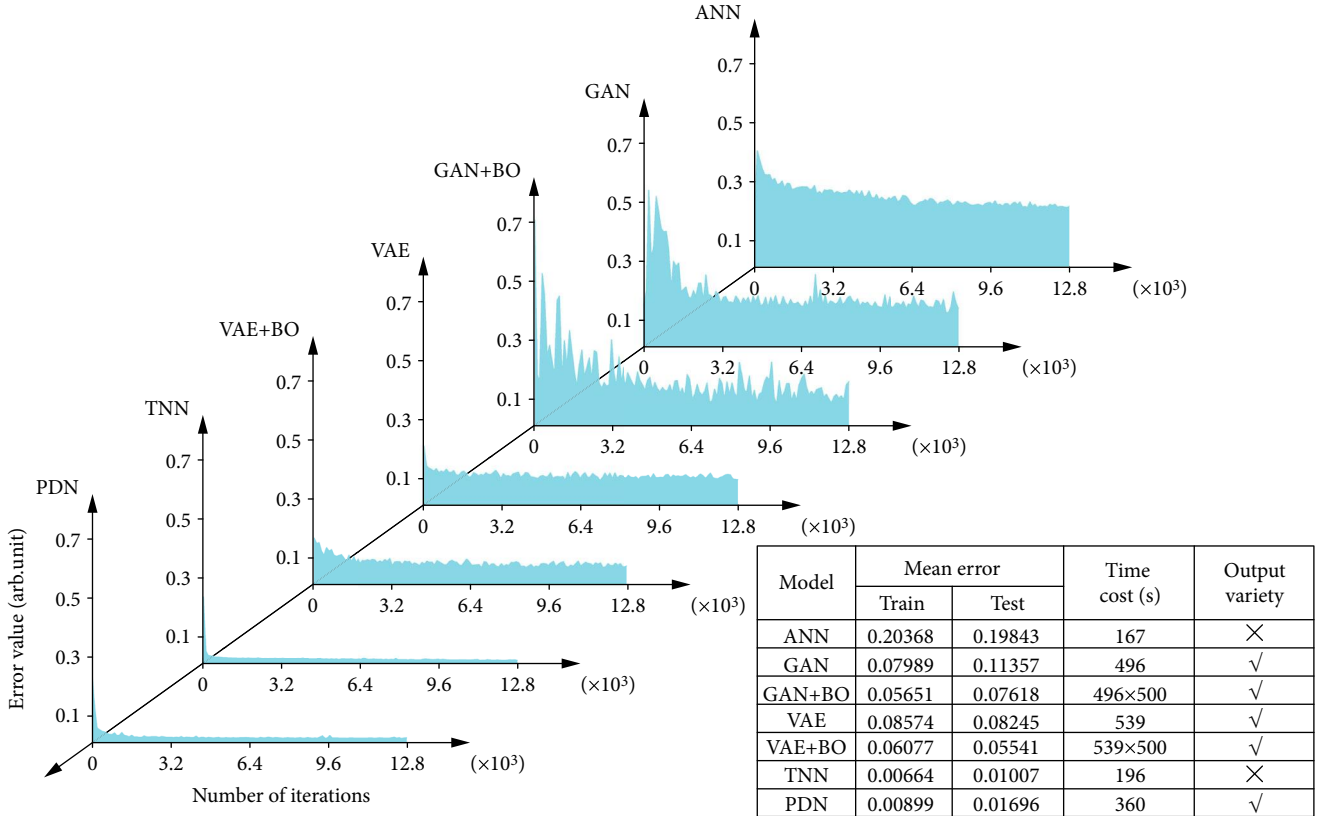 ANN
0.7
0.5
0.3
0.1
0 3.2 6.4 9.6 12.8 (×10³)
GAN
0.7
0.5
0.3
0.1
0 3.2 6.4 9.6 12.8 (×10³)
GAN+BO
0.7
0.5
0.3
0.1
0 3.2 6.4 9.6 12.8 (×10³)
VAE
0.7
0.5
0.3
0.1
0 3.2 6.4 9.6 12.8 (×10³)
VAE+BO
0.7
0.5
0.3
0.1
0 3.2 6.4 9.6 12.8 (×10³)
TNN
0.7
0.5
0.3
0.1
0 3.2 6.4 9.6 12.8 (×10³)
PDN
0.7
0.5
0.3
0.1
0 3.2 6.4 9.6 12.8 (×10³)
Error value (arb.unit)
Number of iterations
Model Mean error Time cost (s) Output variety
Train Test
ANN 0.20368 0.19843 167 ×
GAN 0.07989 0.11357 496 √
GAN+BO 0.05651 0.07618 496×500 √
VAE 0.08574 0.08245 539 √
VAE+BO 0.06077 0.05541 539×500 √
TNN 0.00664 0.01007 196 ×
PDN 0.00899 0.01696 360 √